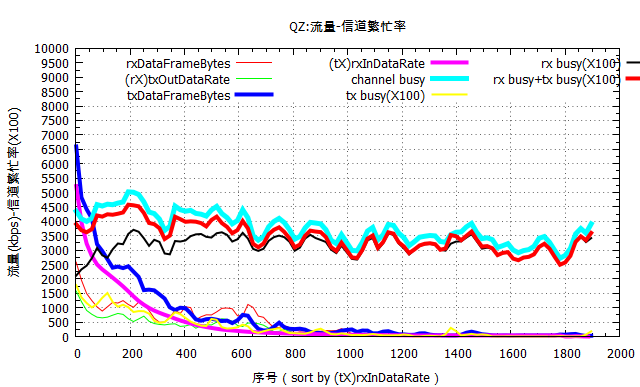 QZ:流量-信道繁忙率
rxDataFrameBytes
(rX)txOutDataRate
txDataFrameBytes
(tX)rxInDataRate
channel busy
tx busy(X100)
rx busy(X100)
rx busy+tx busy(X100)
流量(kbps)-信道繁忙率(X100)
10000
9500
9000
8500
8000
7500
7000
6500
6000
5500
5000
4500
4000
3500
3000
2500
2000
1500
1000
500
0
0 200 400 600 800 1000 1200 1400 1600 1800 2000
序号 ( sort by (tX)rxInDataRate )